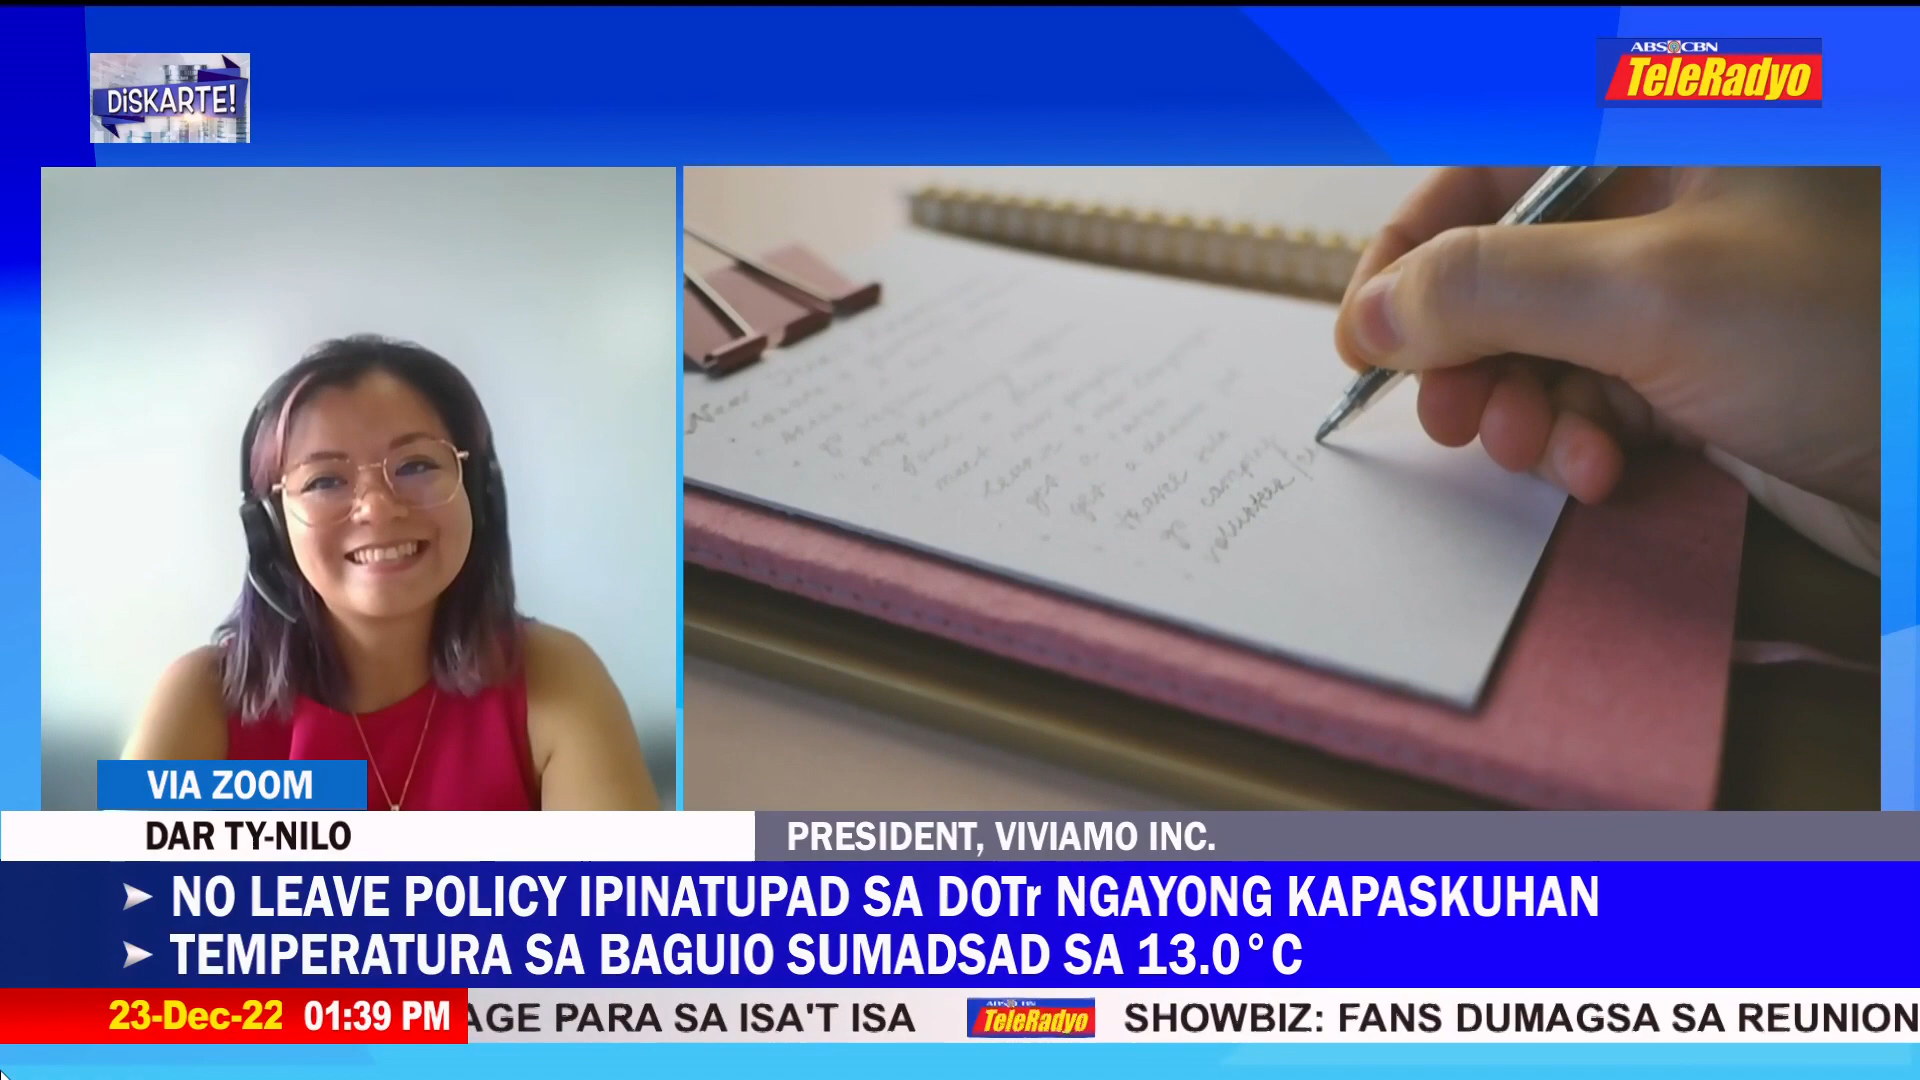 DiSKARTE!
ABS CBN
TeleRadyo
go camping
VIA ZOOM
DAR TY-NILO
PRESIDENT, VIVIAMO INC.
NO LEAVE POLICY IPINATUPAD SA DOTr NGAYONG KAPASKUHAN
TEMPERATURA SA BAGUIO SUMADSAD SA 13.0°C
23-Dec-22 01:39 PM
AGE PARA SA ISA'T ISA TeleRadyo SHOWBIZ: FANS DUMAGSA SA REUNION